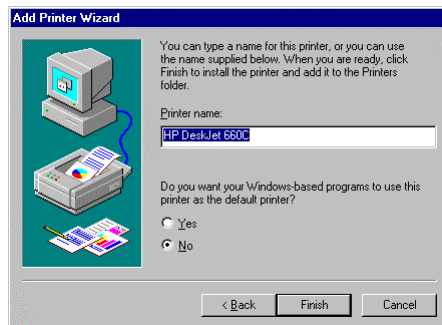 Add Printer Wizard
You can type a name for this printer, or you can use
the name supplied below. When you are ready, click
Finish to install the printer and add it to the Printers
folder.
Printer name:
HP DeskJet 660C
Do you want your Windows-based programs to use this
printer as the default printer?
Yes
No
< Back Finish Cancel